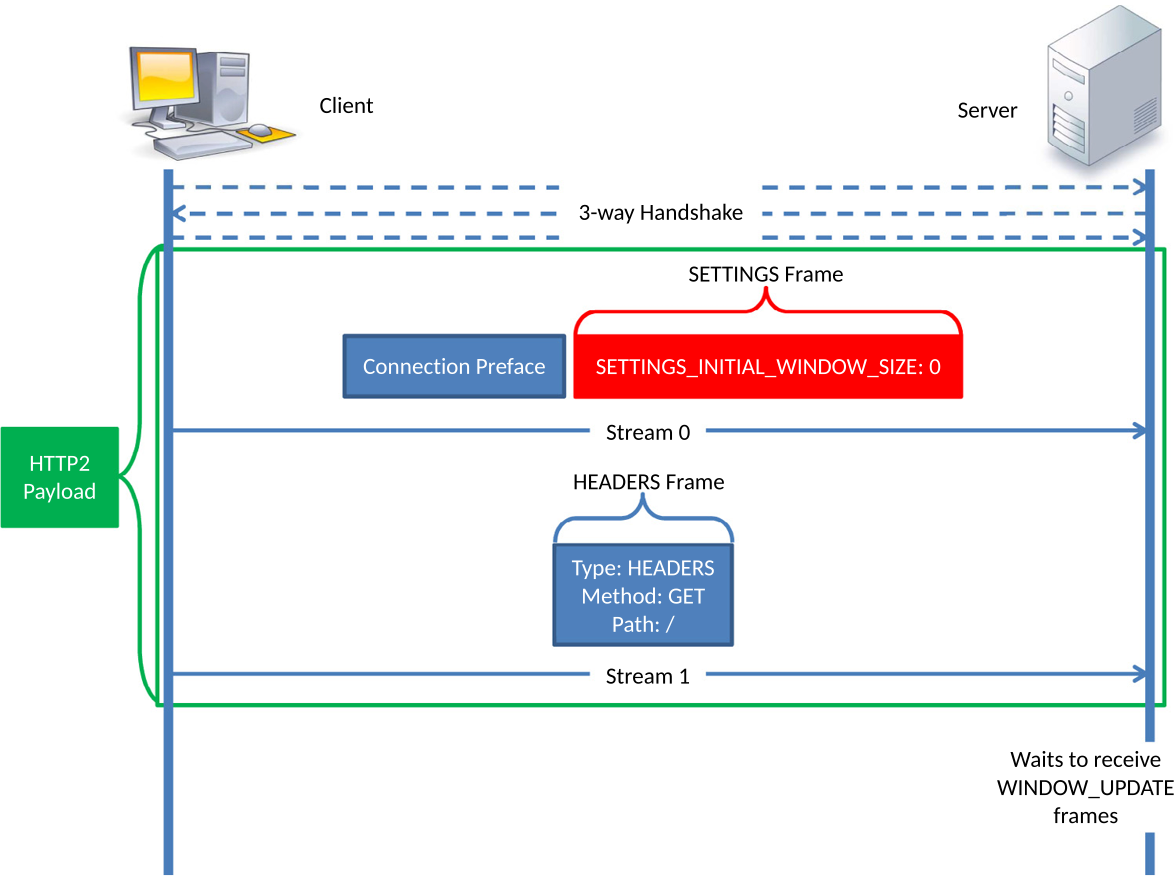 Client
Server
3-way Handshake
SETTINGS Frame
Connection Preface
SETTINGS_INITIAL_WINDOW_SIZE: 0
Stream 0
HTTP2
Payload
HEADERS Frame
Type: HEADERS
Method: GET
Path: /
Stream 1
Waits to receive
WINDOW_UPDATE
frames